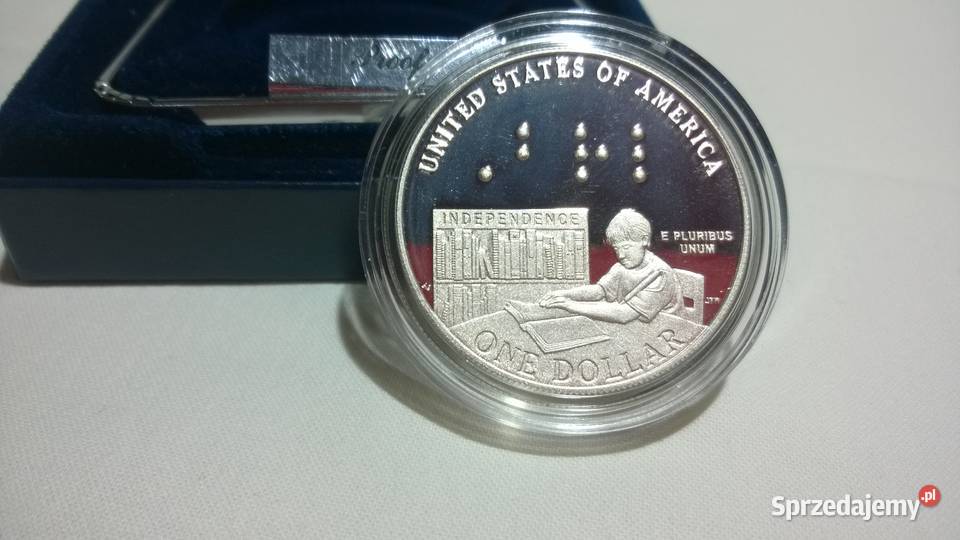 Proof
UNITED STATES OF AMERICA
⠠⠃⠗⠇
INDEPENDENCE
E PLURIBUS
UNUM
ONE DOLLAR
Sprzedajemy.pl